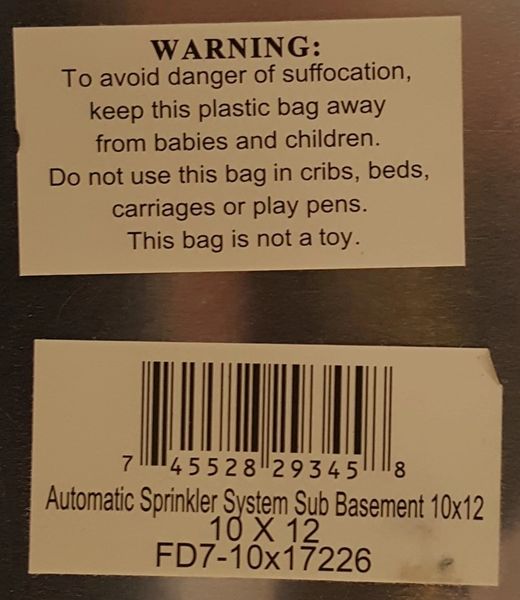 WARNING:
To avoid danger of suffocation,
keep this plastic bag away
from babies and children.
Do not use this bag in cribs, beds,
carriages or play pens.
This bag is not a toy.
7 45528 29345 8
Automatic Sprinkler System Sub Basement 10x12
10 X 12
FD7-10x17226